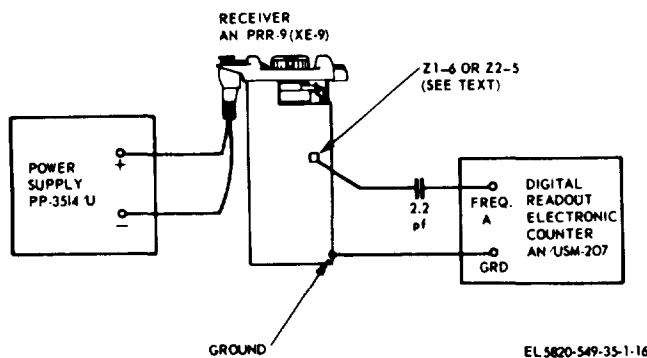 RECEIVER
AN PRR-9 (XE-9)
Z1-6 OR Z2-5
(SEE TEXT)
POWER
SUPPLY
PP-3514 U
+
−
2.2
pf
FREQ.
A
GRD
DIGITAL
READOUT
ELECTRONIC
COUNTER
AN/USM-207
GROUND
EL5820-549-35-1-16